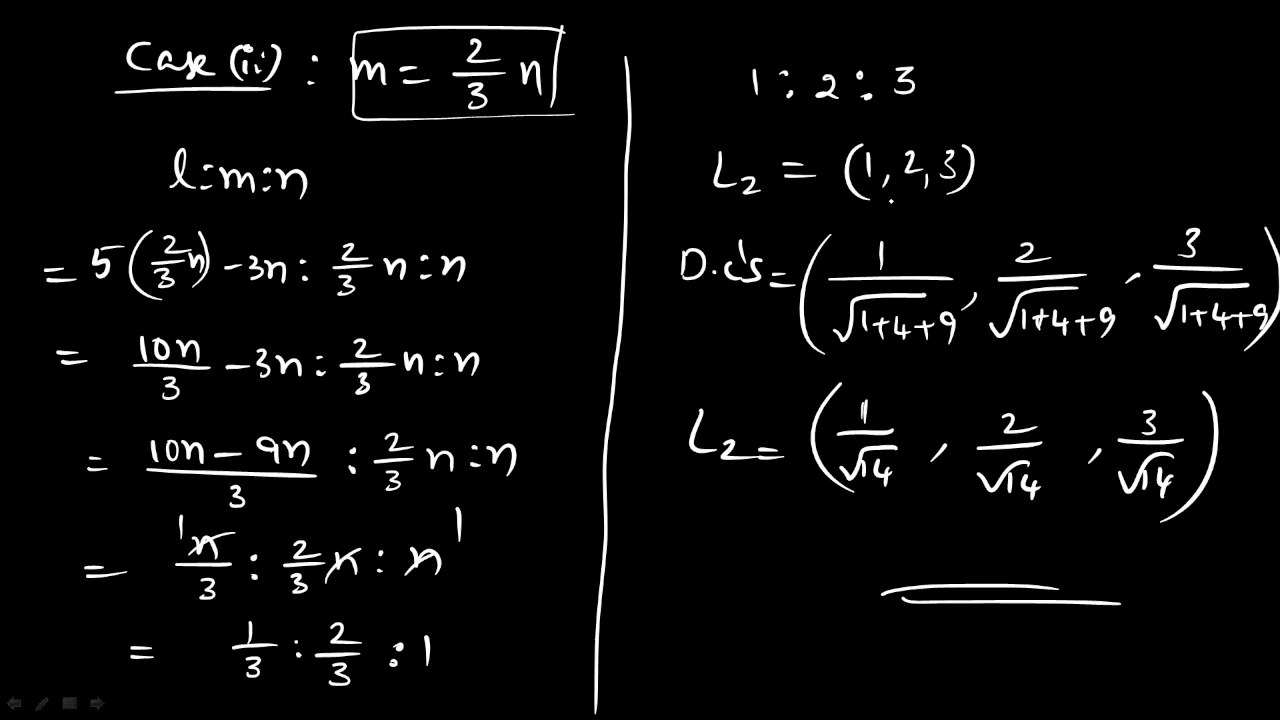 Case (ii) : m = 2/3 n
l : m : n
= 5(2/3 n) - 3n : 2/3 n : n
= 10n/3 - 3n : 2/3 n : n
= (10n - 9n)/3 : 2/3 n : n
= 1 n/3 : 2/3 n : n 1
= 1/3 : 2/3 : 1
1 : 2 : 3
L₂ = (1, 2, 3)
D.c's = (1/√(1+4+9), 2/√(1+4+9), 3/√(1+4+9))
L₂ = (1/√14, 2/√14, 3/√14)